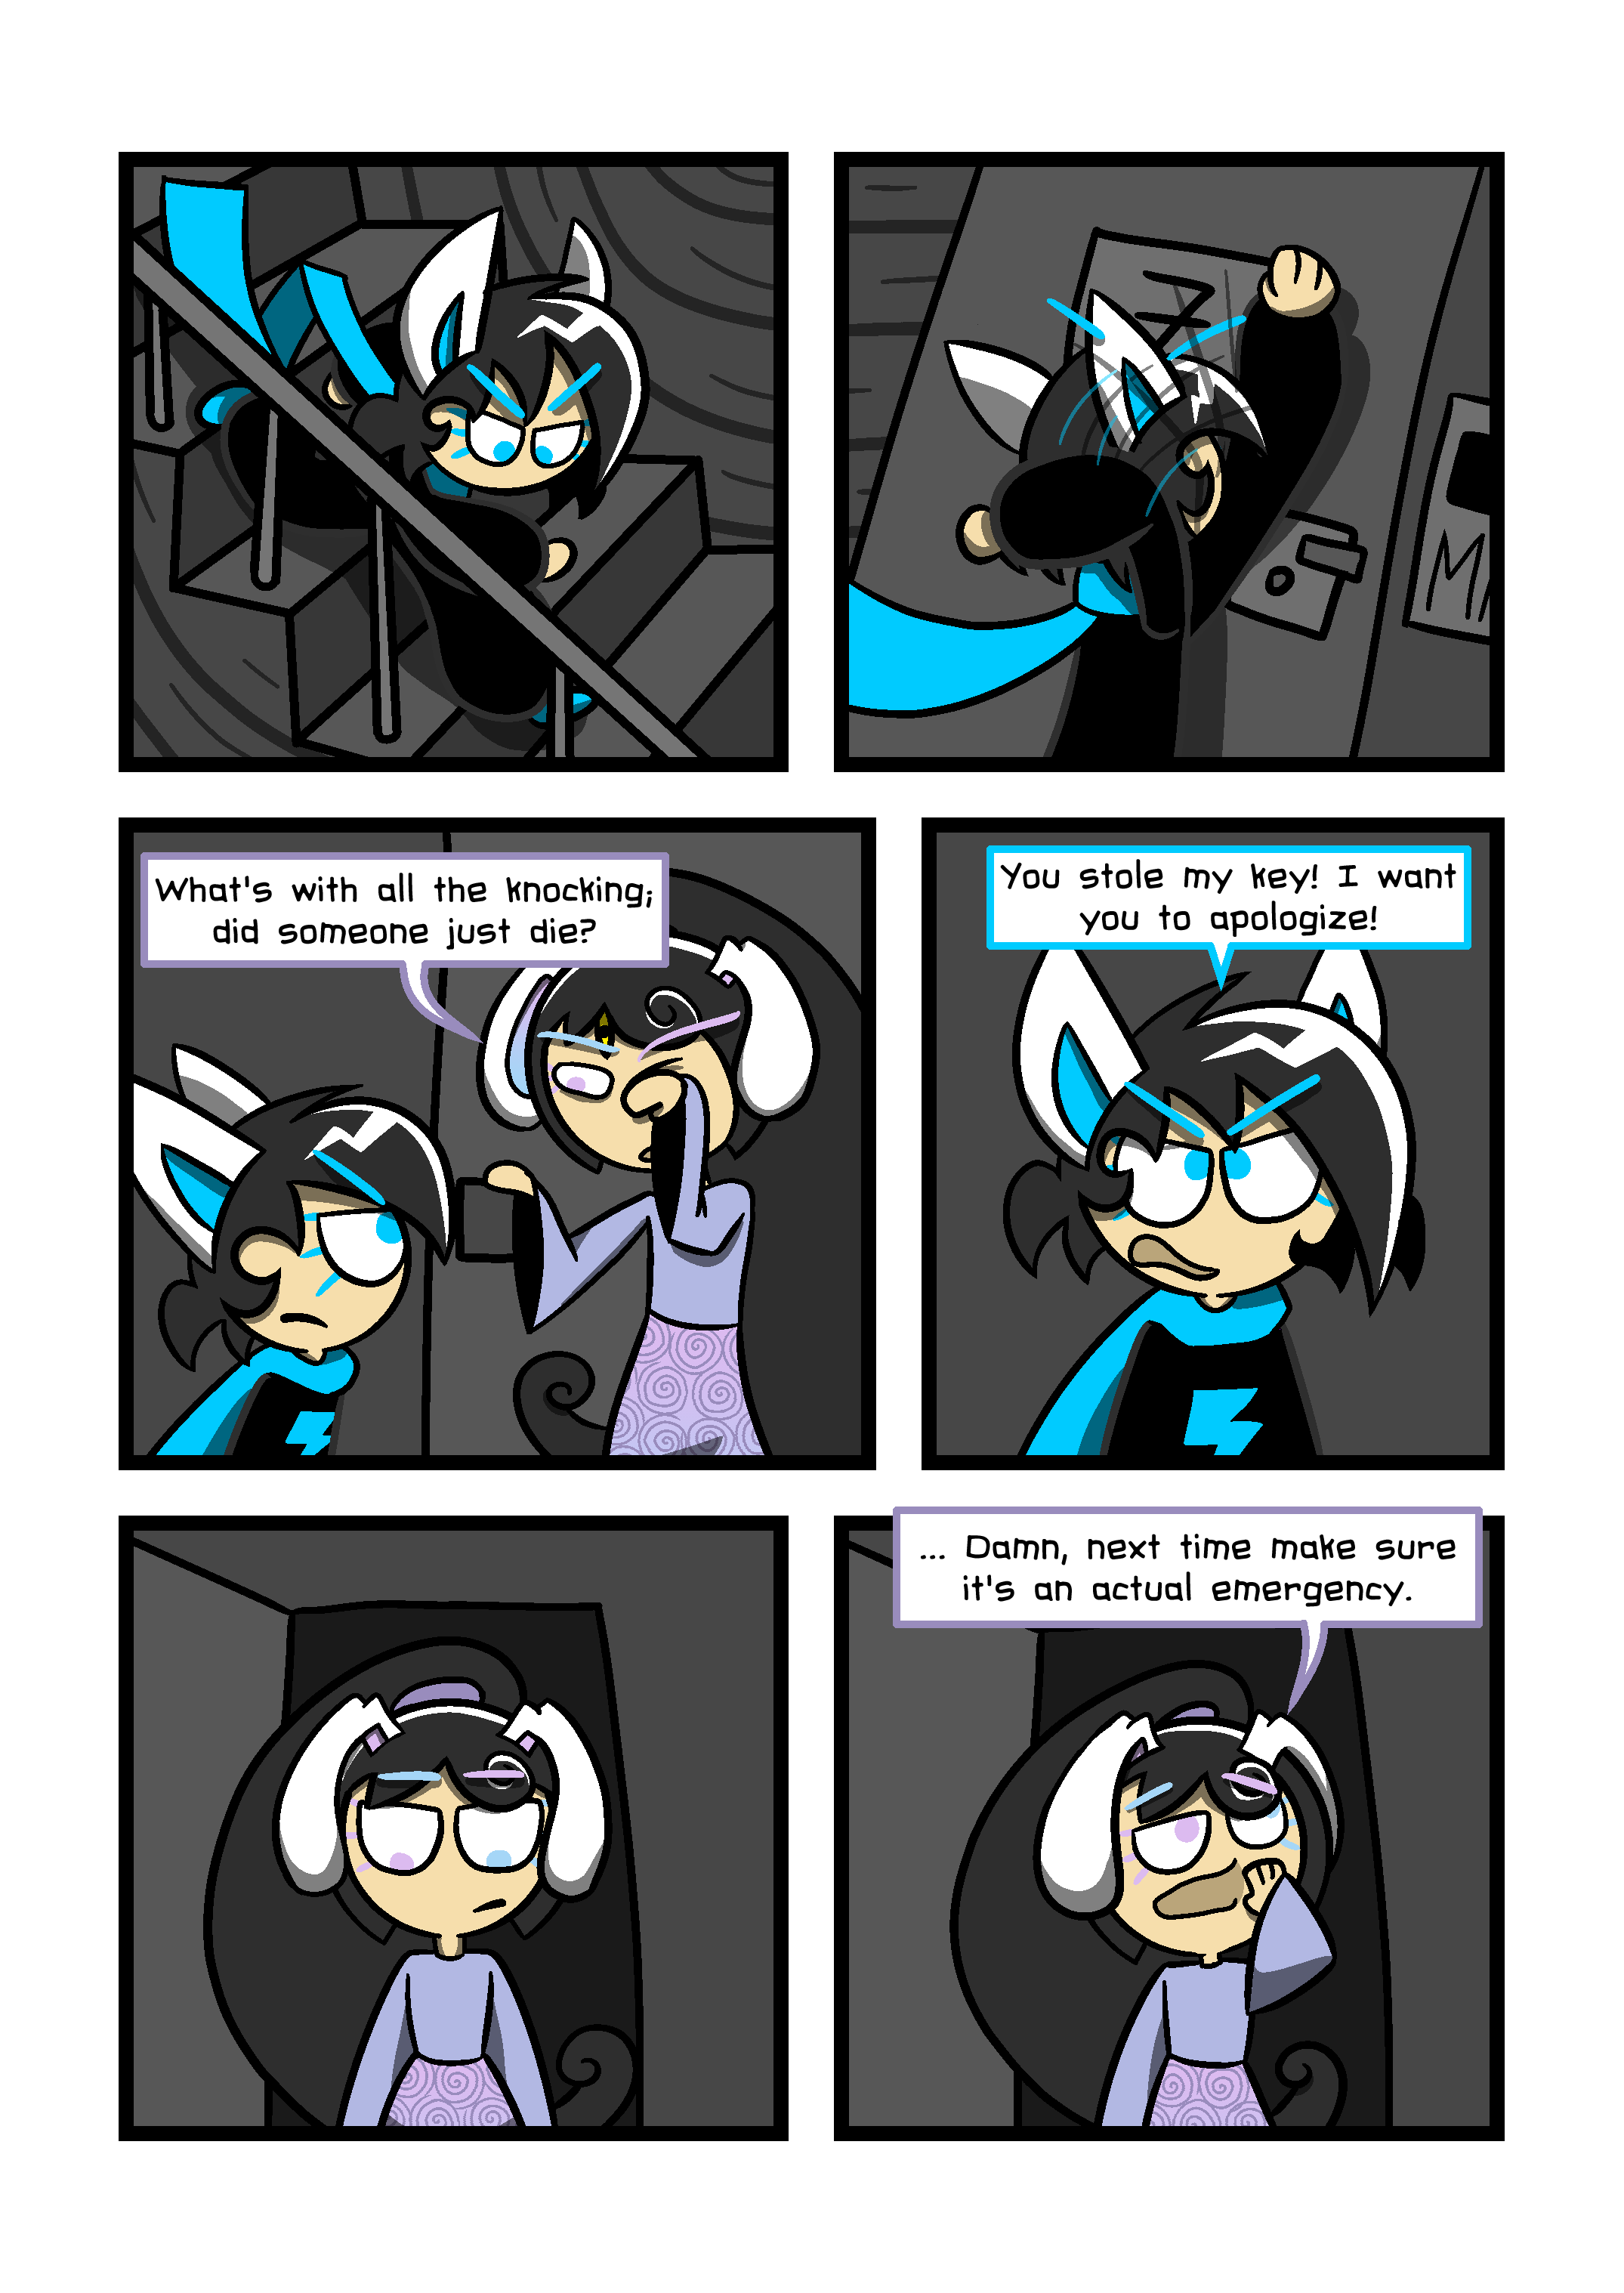 What's with all the knocking;
did someone just die?
You stole my key! I want
you to apologize!
... Damn, next time make sure
it's an actual emergency.